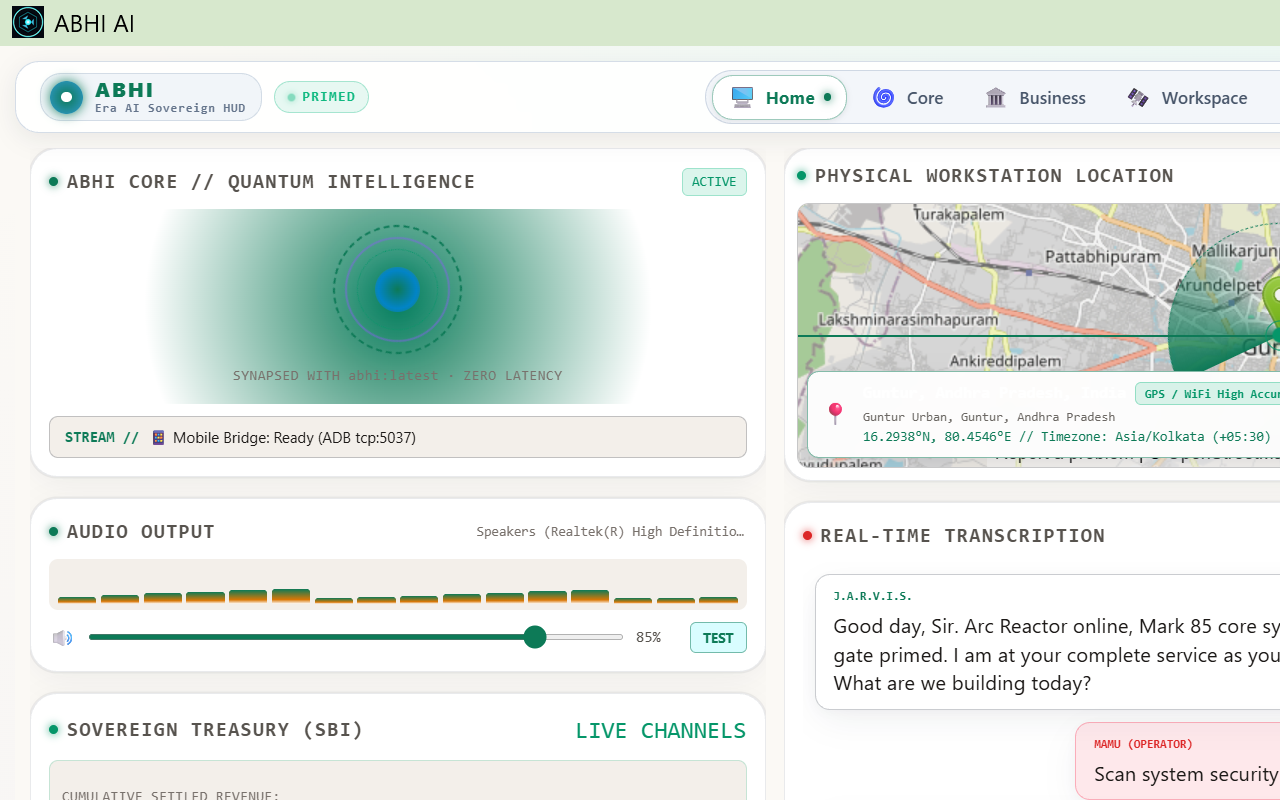 ABHI AI
ABHI
Era AI Sovereign HUD
PRIMED
Home
Core
Business
Workspace
ABHI CORE // QUANTUM INTELLIGENCE
ACTIVE
SYNAPSED WITH abhi:latest · ZERO LATENCY
STREAM // Mobile Bridge: Ready (ADB tcp:5037)
AUDIO OUTPUT
Speakers (Realtek(R) High Definitio…
85%
TEST
SOVEREIGN TREASURY (SBI)
LIVE CHANNELS
CUMULATIVE SETTLED REVENUE:
PHYSICAL WORKSTATION LOCATION
Turakapalem
Pattabhipuram
Mallikarjunp
Arundelpet
Lakshminarasimhapuram
Ankireddipalem
Gun
GPS / WiFi High Accur
Guntur Urban, Guntur, Andhra Pradesh
16.2938°N, 80.4546°E // Timezone: Asia/Kolkata (+05:30)
REAL-TIME TRANSCRIPTION
J.A.R.V.I.S.
Good day, Sir. Arc Reactor online, Mark 85 core sy
gate primed. I am at your complete service as you
What are we building today?
MAMU (OPERATOR)
Scan system security